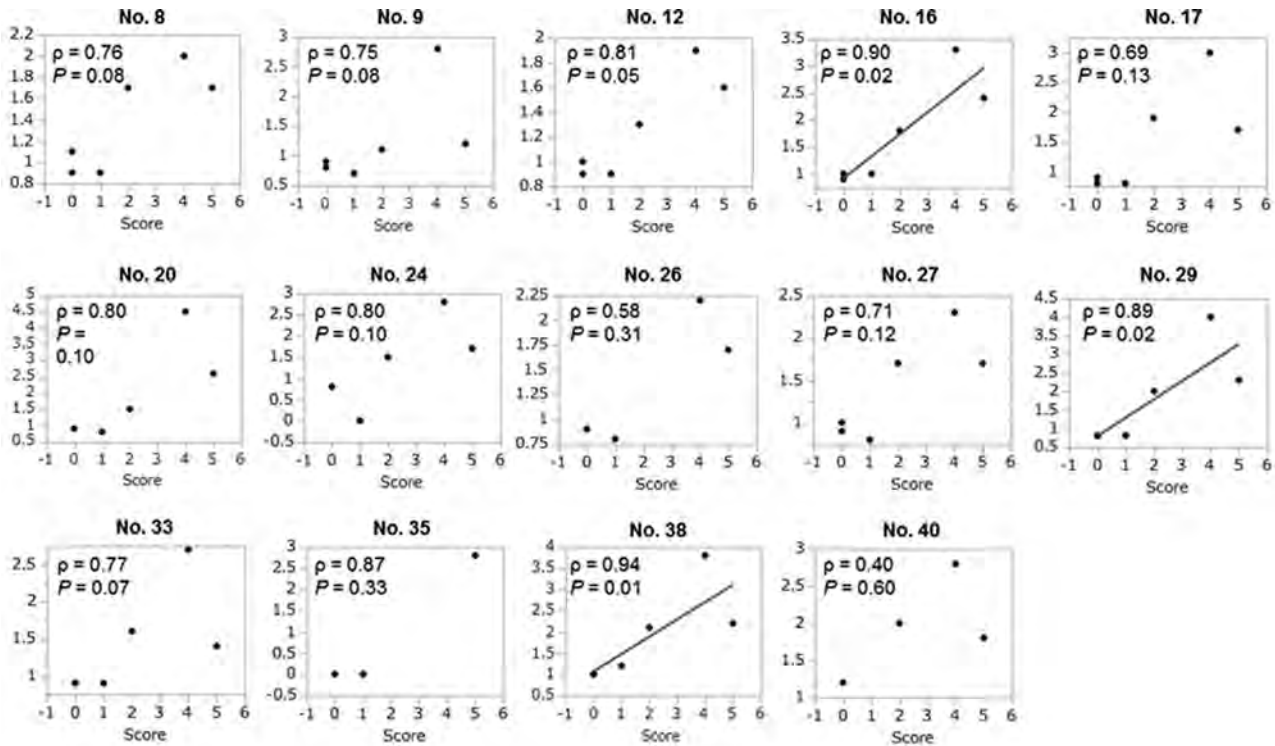 No. 8
ρ = 0.76
P = 0.08
2.2
2
1.8
1.6
1.4
1.2
1
0.8
-1 0 1 2 3 4 5 6
Score
No. 9
ρ = 0.75
P = 0.08
3
2.5
2
1.5
1
0.5
-1 0 1 2 3 4 5 6
Score
No. 12
ρ = 0.81
P = 0.05
2
1.8
1.6
1.4
1.2
1
0.8
-1 0 1 2 3 4 5 6
Score
No. 16
ρ = 0.90
P = 0.02
3.5
3
2.5
2
1.5
1
-1 0 1 2 3 4 5 6
Score
No. 17
ρ = 0.69
P = 0.13
3
2.5
2
1.5
1
-1 0 1 2 3 4 5 6
Score
No. 20
ρ = 0.80
P =
0.10
5
4.5
4
3.5
3
2.5
2
1.5
1
0.5
-1 0 1 2 3 4 5 6
Score
No. 24
ρ = 0.80
P = 0.10
3
2.5
2
1.5
1
0.5
0
-0.5
-1 0 1 2 3 4 5 6
Score
No. 26
ρ = 0.58
P = 0.31
2.25
2
1.75
1.5
1.25
1
0.75
-1 0 1 2 3 4 5 6
Score
No. 27
ρ = 0.71
P = 0.12
2.5
2
1.5
1
-1 0 1 2 3 4 5 6
Score
No. 29
ρ = 0.89
P = 0.02
4.5
4
3.5
3
2.5
2
1.5
1
0.5
-1 0 1 2 3 4 5 6
Score
No. 33
ρ = 0.77
P = 0.07
2.5
2
1.5
1
-1 0 1 2 3 4 5 6
Score
No. 35
ρ = 0.87
P = 0.33
3
2.5
2
1.5
1
0.5
0
-0.5
-1 0 1 2 3 4 5 6
Score
No. 38
ρ = 0.94
P = 0.01
4
3.5
3
2.5
2
1.5
1
0.5
-1 0 1 2 3 4 5 6
Score
No. 40
ρ = 0.40
P = 0.60
3
2.5
2
1.5
1
-1 0 1 2 3 4 5 6
Score